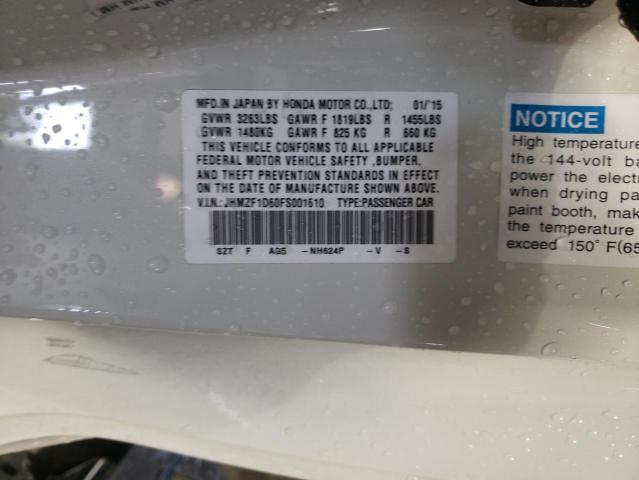 MFD.IN JAPAN BY HONDA MOTOR CO.,LTD; 01/'15
GVWR 3263LBS GAWR F 1819LBS R 1455LBS
GVWR 1480KG GAWR F 825 KG R 660 KG
THIS VEHICLE CONFORMS TO ALL APPLICABLE
FEDERAL MOTOR VEHICLE SAFETY ,BUMPER,
AND THEFT PREVENTION STANDARDS IN EFFECT
ON THE DATE OF MANUFACTURE SHOWN ABOVE.
V.I.N.: JHMZF1D60FS001610 TYPE:PASSENGER CAR
SZT F AG5 -NH624P -V -S
NOTICE
High temperature
the 144-volt ba
power the electr
when drying pa
paint booth, mak
the temperature
exceed 150° F(65